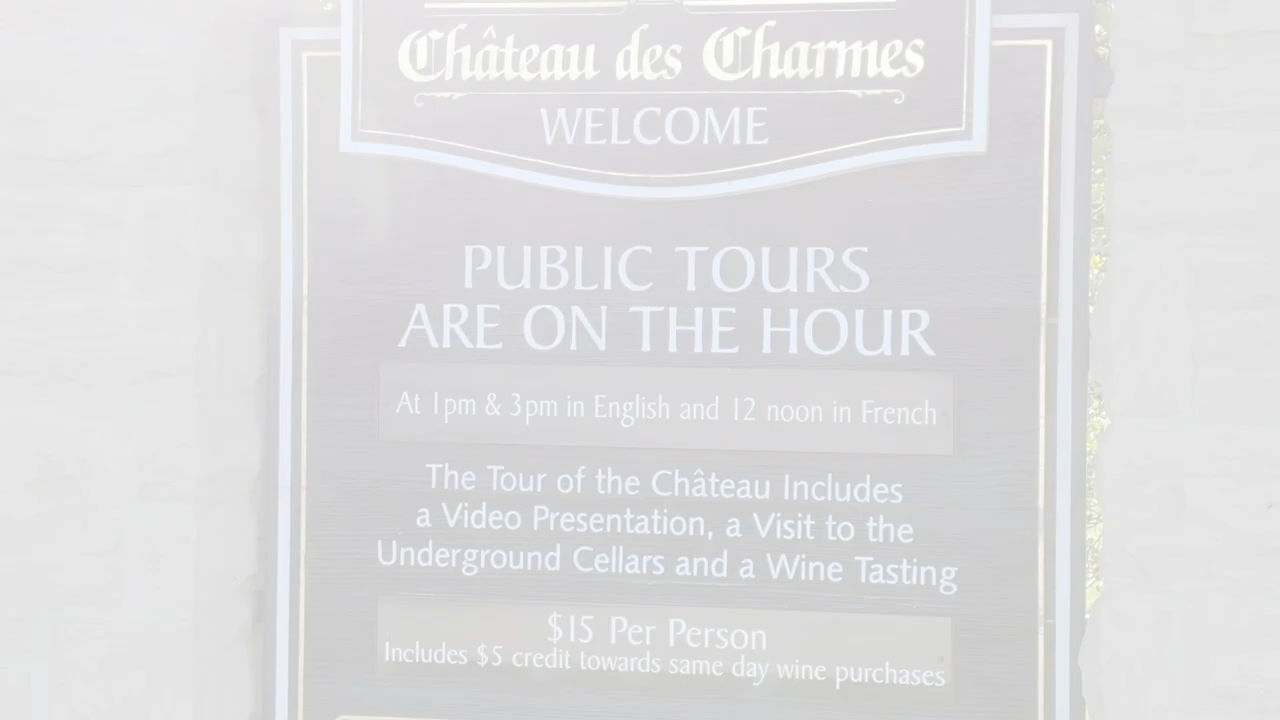 Château des Charmes
WELCOME
PUBLIC TOURS
ARE ON THE HOUR
At 1pm & 3pm in English and 12 noon in French
The Tour of the Château Includes
a Video Presentation, a Visit to the
Underground Cellars and a Wine Tasting
$15 Per Person
Includes $5 credit towards same day wine purchases